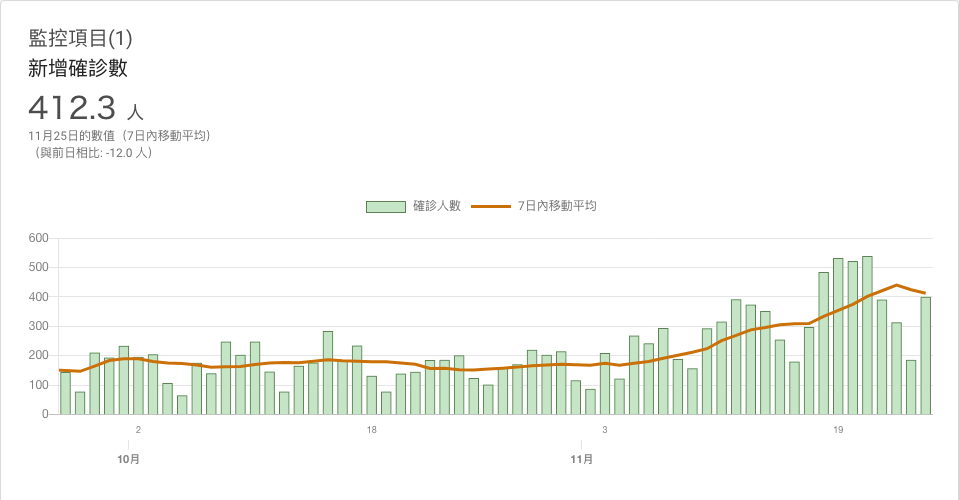 監控項目(1)
新增確診數
412.3 人
11月25日的數值（7日內移動平均）
（與前日相比: -12.0 人）
確診人數 7日內移動平均
600
500
400
300
200
100
0
2 18 3 19
10月 11月